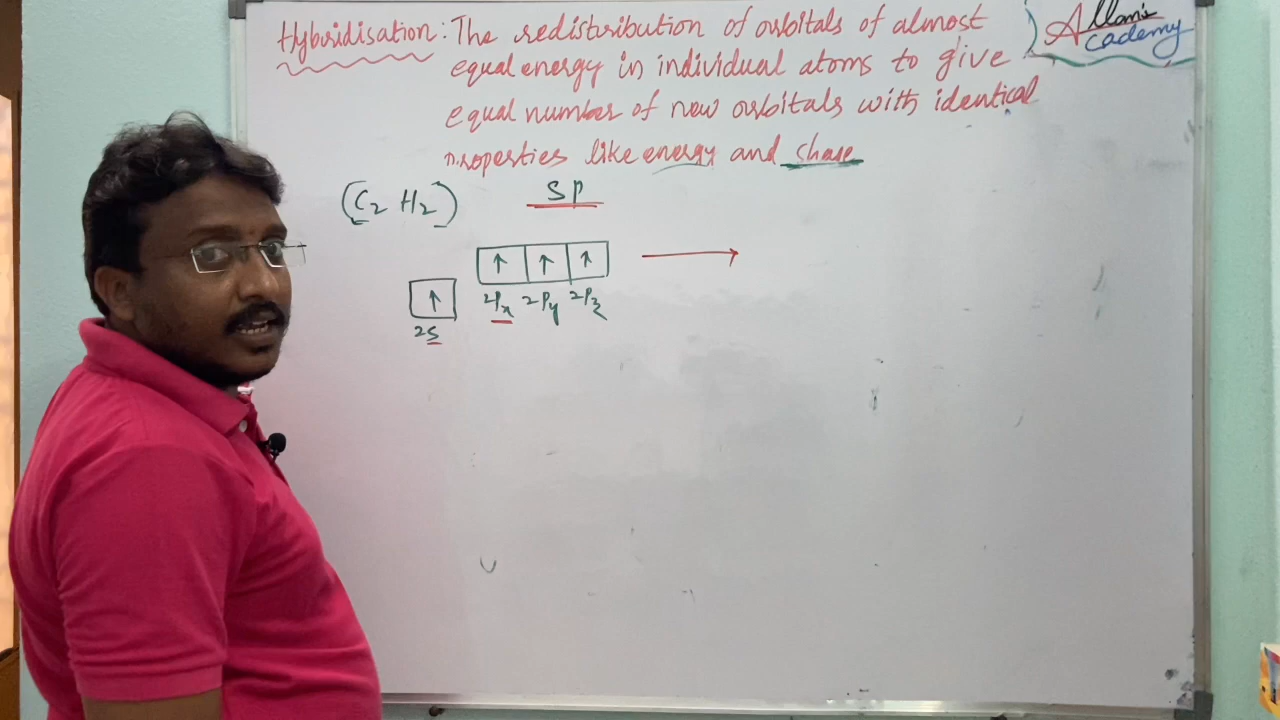 Hybridisation: The redistribution of orbitals of almost
equal energy in individual atoms to give
equal number of new orbitals with identical
properties like energy and shape
Allam's
Academy
(C₂ H₂) SP
↑ ↑ ↑ →
2Px 2Py 2Pz
↑
2S